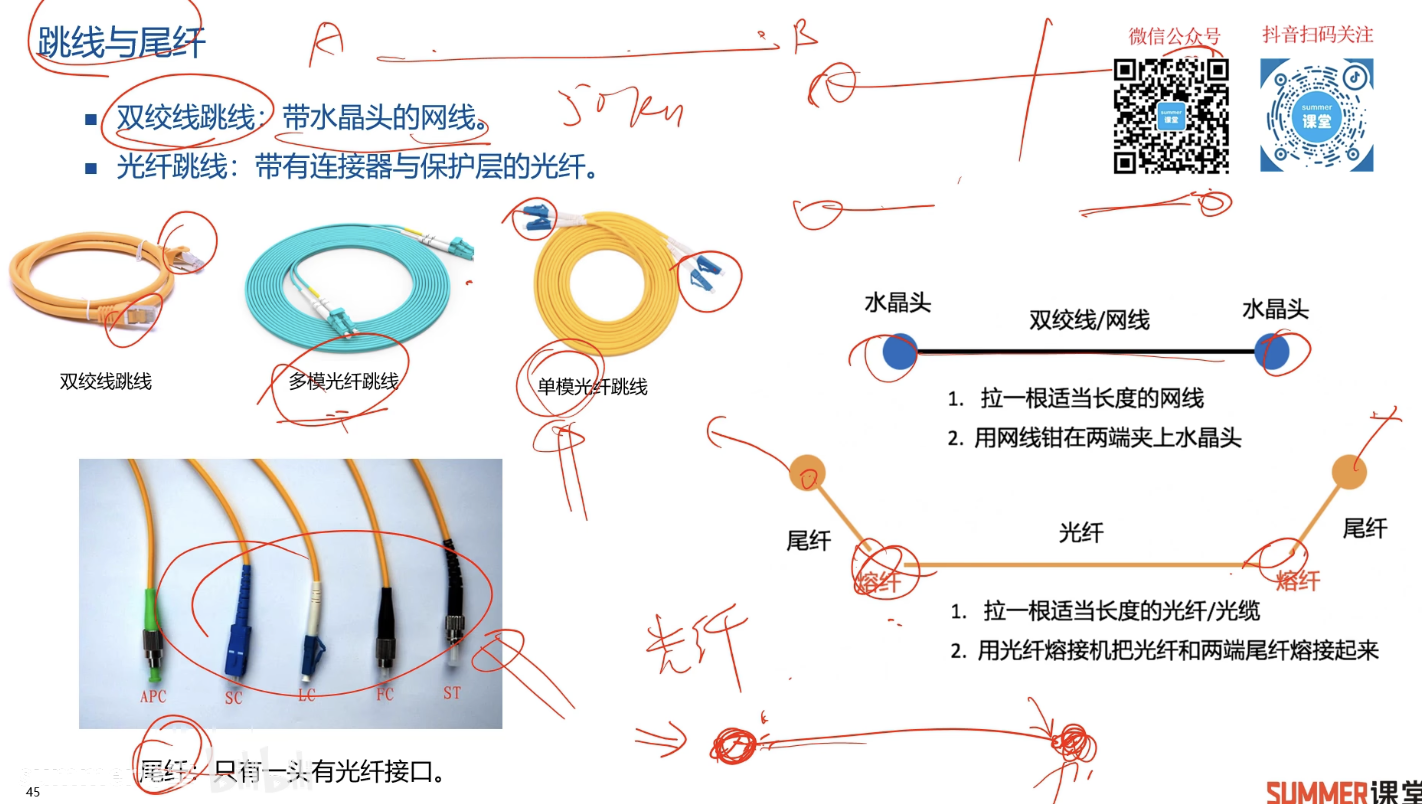 跳线与尾纤
A
B
50km
微信公众号
抖音扫码关注
summer
课堂
summer
课堂
■ 双绞线跳线：带水晶头的网线。
■ 光纤跳线：带有连接器与保护层的光纤。
双绞线跳线
多模光纤跳线
单模光纤跳线
水晶头
双绞线/网线
水晶头
1. 拉一根适当长度的网线
2. 用网线钳在两端夹上水晶头
尾纤
光纤
尾纤
熔纤
熔纤
1. 拉一根适当长度的光纤/光缆
2. 用光纤熔接机把光纤和两端尾纤熔接起来
APC
SC
LC
FC
ST
光纤
尾纤：只有一头有光纤接口。
bilibili
45
SUMMER课堂